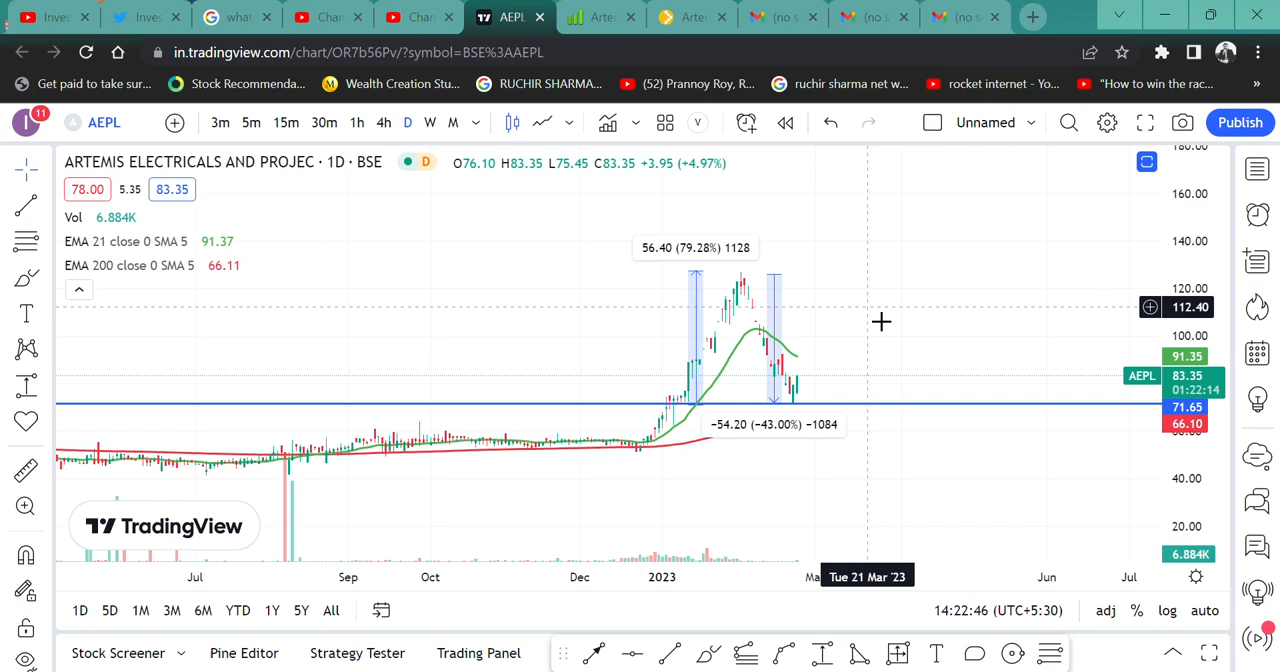 Inves
Inves
what
Chan
Chan
AEPL
Arte
Arter
(no s
(no s
(no s
in.tradingview.com/chart/OR7b56Pv/?symbol=BSE%3AAEPL
Get paid to take sur...
Stock Recommenda...
Wealth Creation Stu...
RUCHIR SHARMA...
(52) Prannoy Roy, R...
ruchir sharma net w...
rocket internet - Yo...
"How to win the rac...
»
I
11
A
AEPL
3m 5m 15m 30m 1h 4h D W M
V
Unnamed
Publish
ARTEMIS ELECTRICALS AND PROJEC · 1D · BSE
D
O76.10 H83.35 L75.45 C83.35 +3.95 (+4.97%)
78.00 5.35 83.35
Vol 6.884K
EMA 21 close 0 SMA 5 91.37
EMA 200 close 0 SMA 5 66.11
56.40 (79.28%) 1128
−54.20 (−43.00%) −1084
180.00
160.00
140.00
120.00
112.40
100.00
91.35
AEPL 83.35
01:22:14
71.65
66.10
40.00
20.00
6.884K
TradingView
Jul Sep Oct Dec 2023 Ma Tue 21 Mar '23 Jun Jul
1D 5D 1M 3M 6M YTD 1Y 5Y All
14:22:46 (UTC+5:30) adj % log auto
Stock Screener Pine Editor Strategy Tester Trading Panel
T